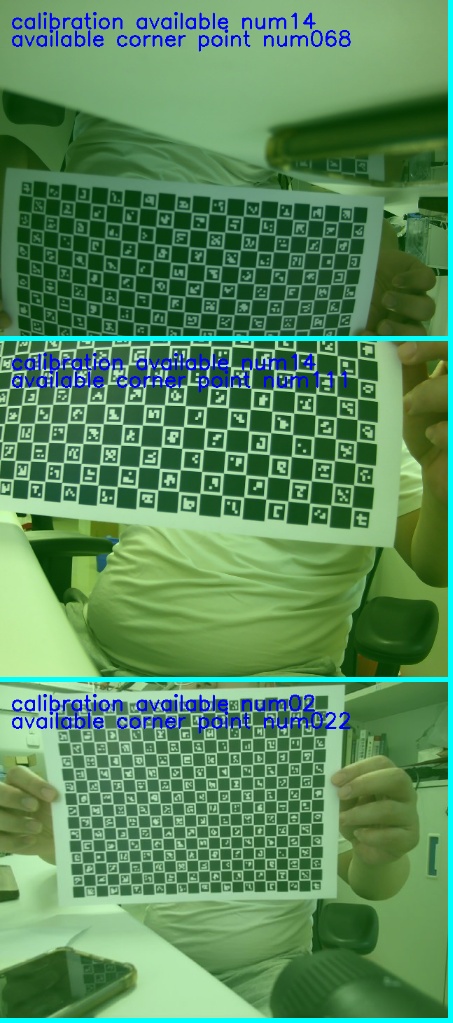 calibration available num14
available corner point num068
calibration available num14
available corner point num111
calibration available num02
available corner point num022